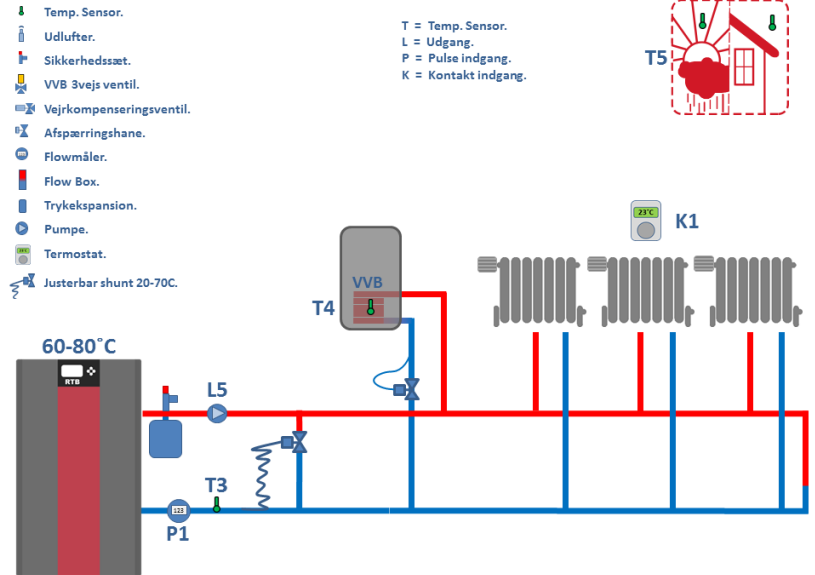 Temp. Sensor.
Udlufter.
Sikkerhedssæt.
VVB 3vejs ventil.
Vejrkompenseringsventil.
Afspærringshane.
Flowmåler.
Flow Box.
Trykekspansion.
Pumpe.
Termostat.
Justerbar shunt 20-70C.
T = Temp. Sensor.
L = Udgang.
P = Pulse indgang.
K = Kontakt indgang.
T5
23°C
K1
VVB
T4
60-80°C
RTB
L5
T3
123
P1